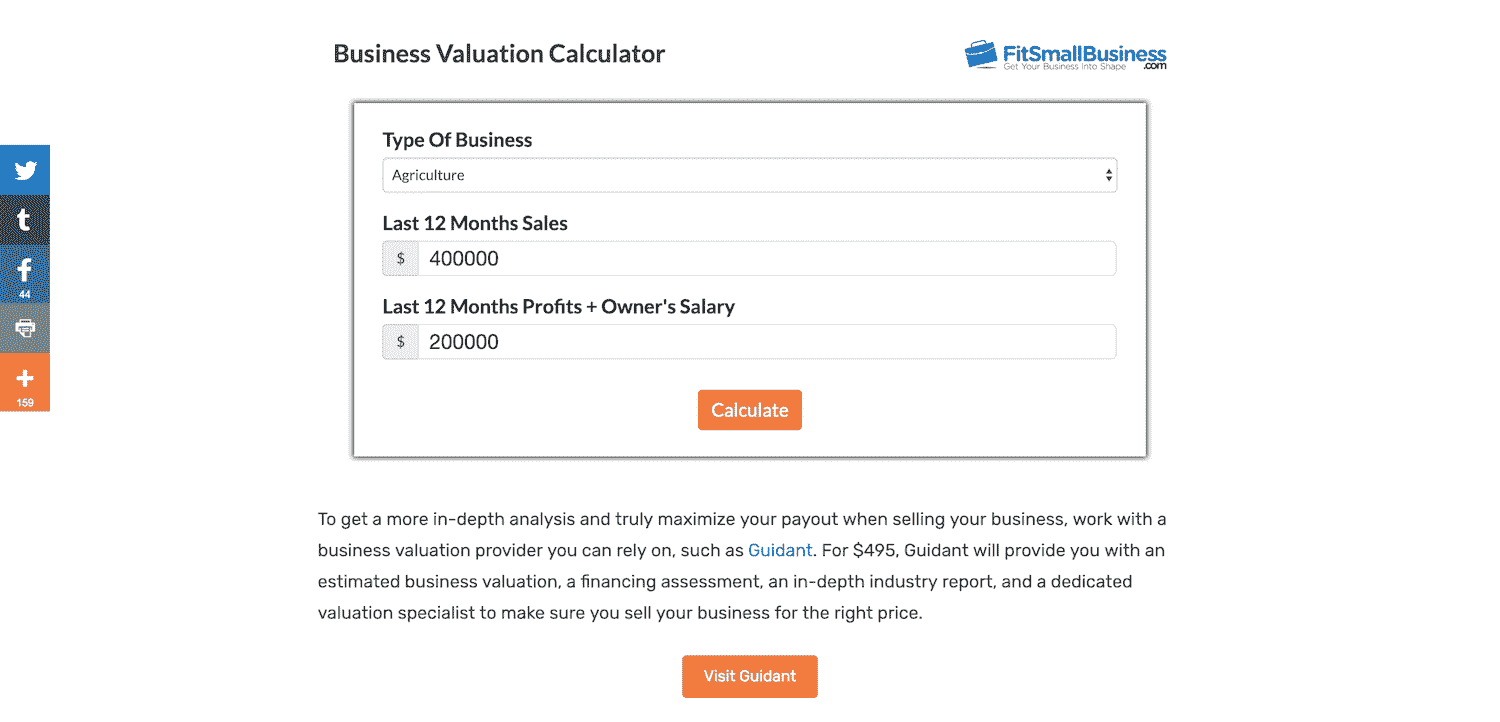 Business Valuation Calculator
FitSmallBusiness
Get Your Business Into Shape .com
Type Of Business
Agriculture
Last 12 Months Sales
$ 400000
Last 12 Months Profits + Owner's Salary
$ 200000
Calculate
t
f
44
159
To get a more in-depth analysis and truly maximize your payout when selling your business, work with a
business valuation provider you can rely on, such as Guidant. For $495, Guidant will provide you with an
estimated business valuation, a financing assessment, an in-depth industry report, and a dedicated
valuation specialist to make sure you sell your business for the right price.
Visit Guidant